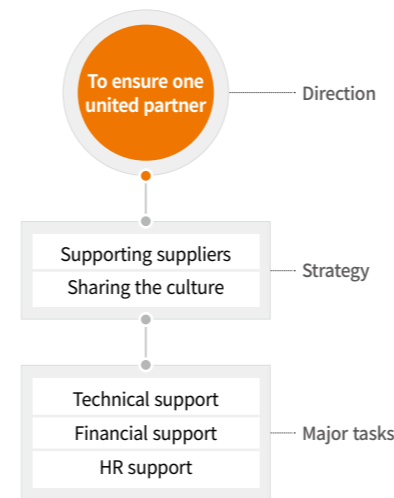 To ensure one
united partner
Direction
Supporting suppliers
Sharing the culture
Strategy
Technical support
Financial support
HR support
Major tasks